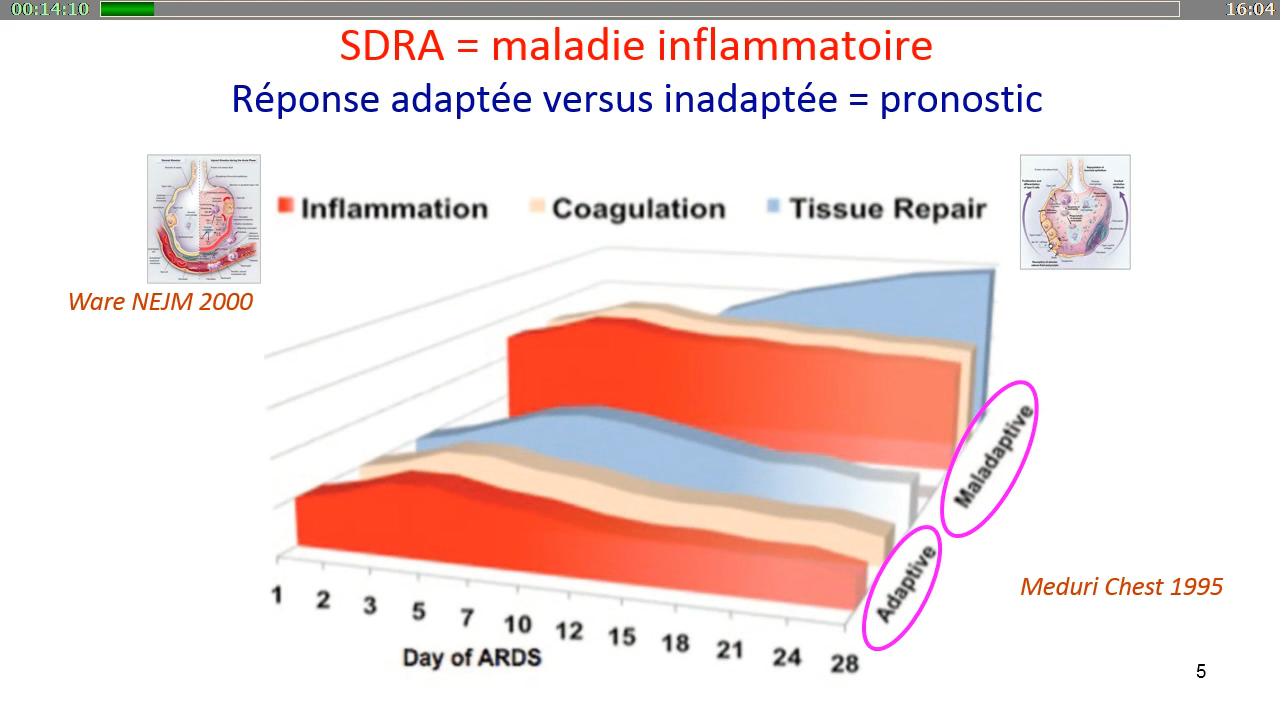 00:14:10
16:04
SDRA = maladie inflammatoire
Réponse adaptée versus inadaptée = pronostic
Inflammation
Coagulation
Tissue Repair
Ware NEJM 2000
Maladaptive
Adaptive
Meduri Chest 1995
1 2 3 5 7 10 12 15 18 21 24 28
Day of ARDS
5